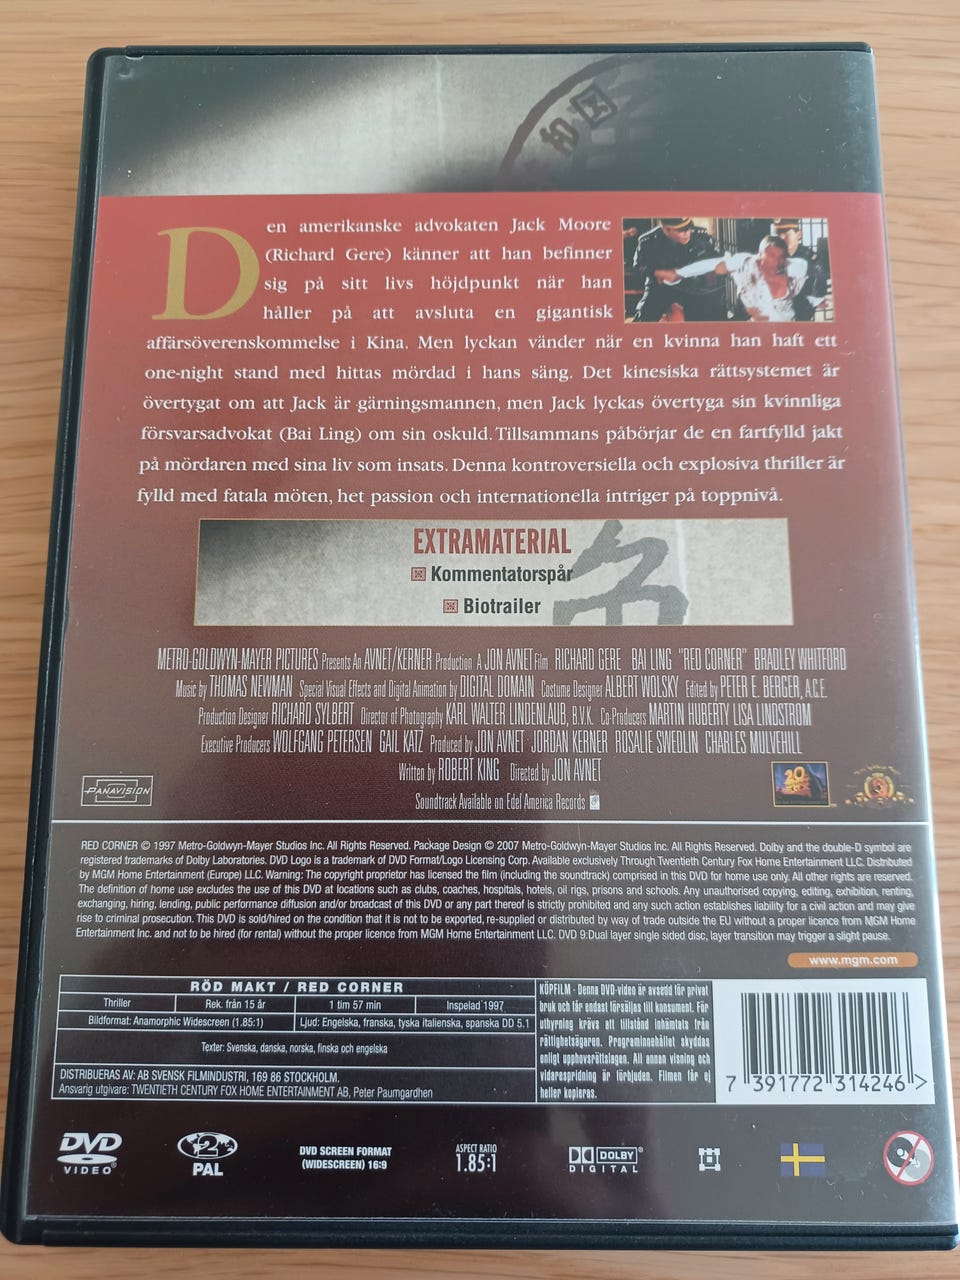 Den amerikanske advokaten Jack Moore
(Richard Gere) känner att han befinner
sig på sitt livs höjdpunkt när han
håller på att avsluta en gigantisk
affärsöverenskommelse i Kina. Men lyckan vänder när en kvinna han haft ett
one-night stand med hittas mördad i hans säng. Det kinesiska rättsystemet är
övertygat om att Jack är gärningsmannen, men Jack lyckas övertyga sin kvinnliga
försvarsadvokat (Bai Ling) om sin oskuld. Tillsammans påbörjar de en fartfylld jakt
på mördaren med sina liv som insats. Denna kontroversiella och explosiva thriller är
fylld med fatala möten, het passion och internationella intriger på toppnivå.
EXTRAMATERIAL
Kommentatorspår
Biotrailer
METRO-GOLDWYN-MAYER PICTURES Presents An AVNET/KERNER Production A JON AVNET Film RICHARD GERE BAI LING "RED CORNER" BRADLEY WHITFORD
Music by THOMAS NEWMAN Special Visual Effects and Digital Animation by DIGITAL DOMAIN Costume Designer ALBERT WOLSKY Edited by PETER E. BERGER, A.C.E.
Production Designer RICHARD SYLBERT Director of Photography KARL WALTER LINDENLAUB, B.V.K. Co-Producers MARTIN HUBERTY LISA LINDSTROM
Executive Producers WOLFGANG PETERSEN GAIL KATZ Produced by JON AVNET JORDAN KERNER ROSALIE SWEDLIN CHARLES MULVEHILL
Written by ROBERT KING Directed by JON AVNET
Soundtrack Available on Edel America Records
PANAVISION
20
RED CORNER © 1997 Metro-Goldwyn-Mayer Studios Inc. All Rights Reserved. Package Design © 2007 Metro-Goldwyn-Mayer Studios Inc. All Rights Reserved. Dolby and the double-D symbol are
registered trademarks of Dolby Laboratories. DVD Logo is a trademark of DVD Format/Logo Licensing Corp. Available Exclusively Through Twentieth Century Fox Home Entertainment LLC. Distributed
by MGM Home Entertainment (Europe) LLC. Warning: The copyright proprietor has licensed the film (including the soundtrack) comprised in this DVD for home use only. All other rights are reserved.
The definition of home use excludes the use of this DVD at locations such as clubs, coaches, hospitals, hotels, oil rigs, prisons and schools. Any unauthorised copying, editing, exhibition, renting,
exchanging, hiring, lending, public performance diffusion and/or broadcast of this DVD or any part thereof is strictly prohibited and any such action establishes liability for a civil action and may give
rise to criminal prosecution. This DVD is sold/hired on the condition that it is not to be exported, re-supplied or distributed by way of trade outside the EU without a proper licence from MGM Home
Entertainment Inc. and not to be hired (for rental) without the proper licence from MGM Home Entertainment LLC. DVD 9:Dual layer single sided disc, layer transition may trigger a slight pause.
www.mgm.com
RÖD MAKT / RED CORNER
Thriller Rek. från 15 år 1 tim 57 min Inspelad 1997
Bildformat: Anamorphic Widescreen (1.85:1) Ljud: Engelska, franska, tyska italienska, spanska DD 5.1
Texter: Svenska, danska, norska, finska och engelska
DISTRIBUERAS AV: AB SVENSK FILMINDUSTRI, 169 86 STOCKHOLM.
Ansvarig utgivare: TWENTIETH CENTURY FOX HOME ENTERTAINMENT AB, Peter Paumgardhen
KÖPFILM - Denna DVD-video är avsedd för privat
bruk och får endast försäljas till konsument. För
uthyrning krävs att tillstånd inhämtats från
rättighetsägaren. Programinnehållet skyddas
enligt upphovsrättslagen. All annan visning och
vidarespridning är förbjuden. Filmen får ej
heller kopieras.
7 391772 314246 >
DVD VIDEO
2 PAL
DVD SCREEN FORMAT
(WIDESCREEN) 16:9
ASPECT RATIO
1.85:1
DOLBY
DIGITAL